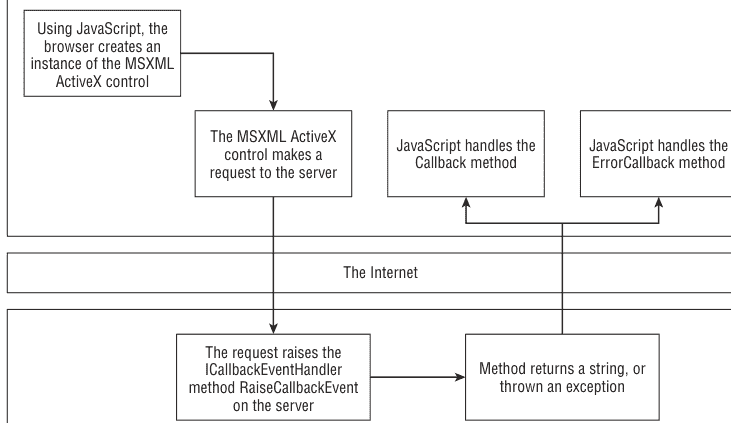 Using JavaScript, the
browser creates an
instance of the MSXML
ActiveX control
The MSXML ActiveX
control makes a
request to the server
JavaScript handles the
Callback method
JavaScript handles the
ErrorCallback method
The Internet
The request raises the
ICallbackEventHandler
method RaiseCallbackEvent
on the server
Method returns a string, or
thrown an exception